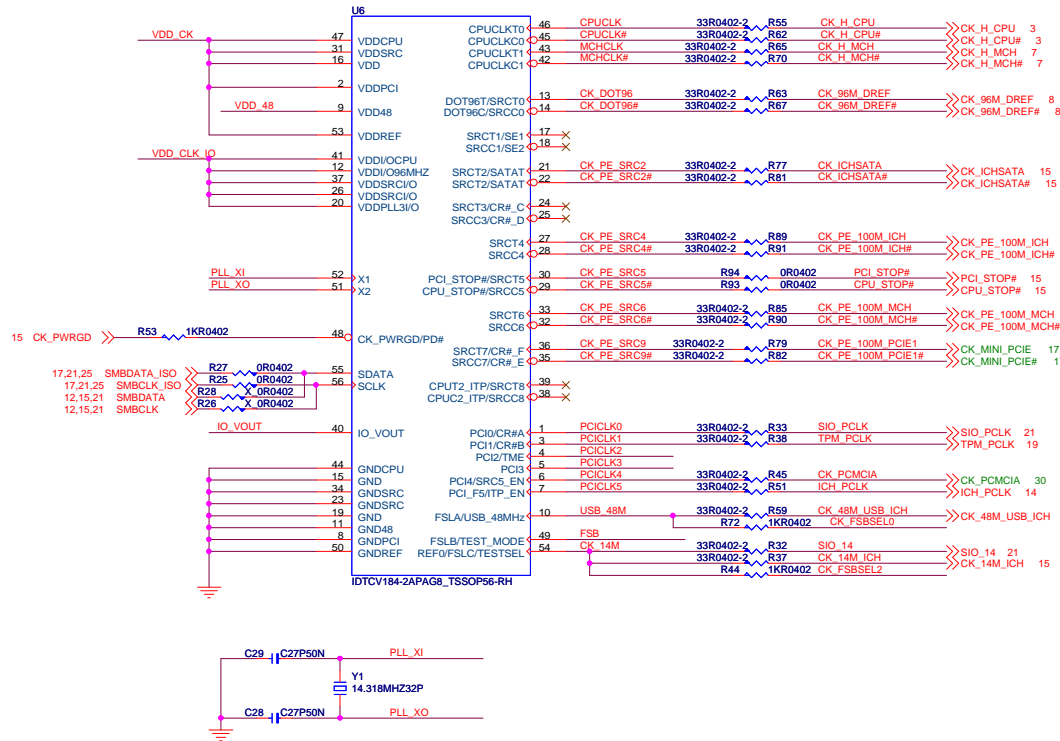 U6
VDD_CK 47 VDDCPU CPUCLKT0 46 CPUCLK 33R0402-2 R55 CK_H_CPU CK_H_CPU 3
31 VDDSRC CPUCLKC0 45 CPUCLK# 33R0402-2 R62 CK_H_CPU# CK_H_CPU# 3
16 VDD CPUCLKT1 43 MCHCLK 33R0402-2 R65 CK_H_MCH CK_H_MCH 7
CPUCLKC1 42 MCHCLK# 33R0402-2 R70 CK_H_MCH# CK_H_MCH# 7
2 VDDPCI
DOT96T/SRCT0 13 CK_DOT96 33R0402-2 R63 CK_96M_DREF CK_96M_DREF 8
VDD_48 9 VDD48 DOT96C/SRCC0 14 CK_DOT96# 33R0402-2 R67 CK_96M_DREF# CK_96M_DREF# 8
53 VDDREF SRCT1/SE1 17
SRCC1/SE2 18
VDD_CLK_IO 41 VDDI/OCPU
12 VDDI/O96MHZ SRCT2/SATAT 21 CK_PE_SRC2 33R0402-2 R77 CK_ICHSATA CK_ICHSATA 15
37 VDDSRCI/O SRCT2/SATAT 22 CK_PE_SRC2# 33R0402-2 R81 CK_ICHSATA# CK_ICHSATA# 15
26 VDDSRCI/O
20 VDDPLL3I/O SRCT3/CR#_C 24
SRCC3/CR#_D 25
SRCT4 27 CK_PE_SRC4 33R0402-2 R89 CK_PE_100M_ICH CK_PE_100M_ICH
SRCC4 28 CK_PE_SRC4# 33R0402-2 R91 CK_PE_100M_ICH# CK_PE_100M_ICH#
PLL_XI 52 X1 PCI_STOP#/SRCT5 30 CK_PE_SRC5 R94 0R0402 PCI_STOP# PCI_STOP# 15
PLL_XO 51 X2 CPU_STOP#/SRCC5 29 CK_PE_SRC5# R93 0R0402 CPU_STOP# CPU_STOP# 15
SRCT6 33 CK_PE_SRC6 33R0402-2 R85 CK_PE_100M_MCH CK_PE_100M_MCH
SRCC6 32 CK_PE_SRC6# 33R0402-2 R90 CK_PE_100M_MCH# CK_PE_100M_MCH#
15 CK_PWRGD R53 1KR0402 48 CK_PWRGD/PD#
SRCT7/CR#_F 36 CK_PE_SRC9 33R0402-2 R79 CK_PE_100M_PCIE1 CK_MINI_PCIE 17
SRCC7/CR#_E 35 CK_PE_SRC9# 33R0402-2 R82 CK_PE_100M_PCIE1# CK_MINI_PCIE# 1
17,21,25 SMBDATA_ISO R27 0R0402 55 SDATA
17,21,25 SMBCLK_ISO R25 0R0402 56 SCLK CPUT2_ITP/SRCT8 39
12,15,21 SMBDATA R28 X_0R0402 CPUC2_ITP/SRCC8 38
12,15,21 SMBCLK R26 X_0R0402
IO_VOUT 40 IO_VOUT PCI0/CR#A 1 PCICLK0 33R0402-2 R33 SIO_PCLK SIO_PCLK 21
PCI1/CR#B 3 PCICLK1 33R0402-2 R38 TPM_PCLK TPM_PCLK 19
PCI2/TME 4 PCICLK2
44 GNDCPU PCI3 5 PCICLK3
15 GND PCI4/SRC5_EN 6 PCICLK4 33R0402-2 R45 CK_PCMCIA CK_PCMCIA 30
34 GNDSRC PCI_F5/ITP_EN 7 PCICLK5 33R0402-2 R51 ICH_PCLK ICH_PCLK 14
23 GNDSRC
19 GND FSLA/USB_48MHz 10 USB_48M 33R0402-2 R59 CK_48M_USB_ICH CK_48M_USB_ICH
11 GND48 R72 1KR0402 CK_FSBSEL0
8 GNDPCI FSLB/TEST_MODE 49 FSB
50 GNDREF REF0/FSLC/TESTSEL 54 CK_14M 33R0402-2 R32 SIO_14 SIO_14 21
33R0402-2 R37 CK_14M_ICH CK_14M_ICH 15
R44 1KR0402 CK_FSBSEL2
IDTCV184-2APAG8_TSSOP56-RH
C29 C27P50N PLL_XI
Y1
14.318MHZ32P
C28 C27P50N PLL_XO